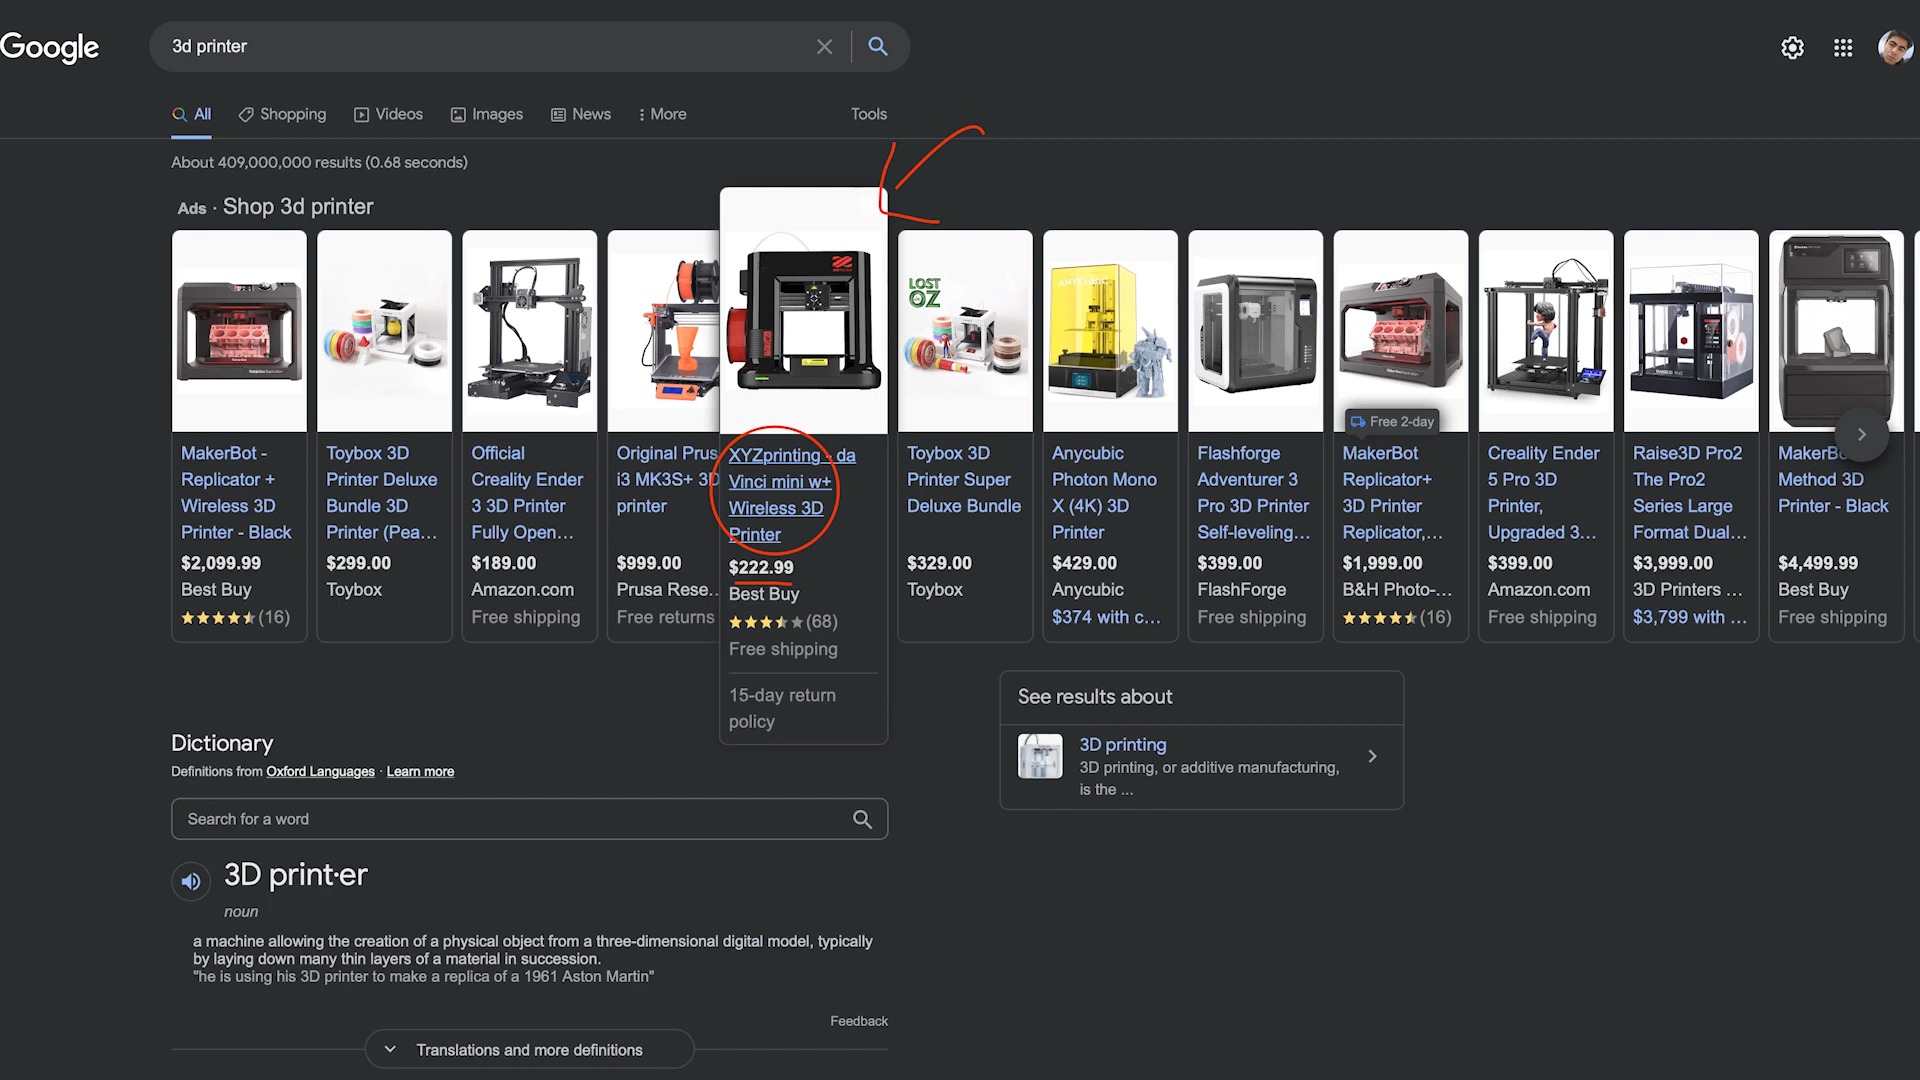 Google
3d printer
All
Shopping
Videos
Images
News
More
Tools
About 409,000,000 results (0.68 seconds)
Ads · Shop 3d printer
MakerBot -
Replicator +
Wireless 3D
Printer - Black
$2,099.99
Best Buy
(16)
Toybox 3D
Printer Deluxe
Bundle 3D
Printer (Pea...
$299.00
Toybox
Official
Creality Ender
3 3D Printer
Fully Open...
$189.00
Amazon.com
Free shipping
Original Prus
i3 MK3S+ 3D
printer
$999.00
Prusa Rese...
Free returns
XYZprinting - da
Vinci mini w+
Wireless 3D
Printer
$222.99
Best Buy
(68)
Free shipping
15-day return
policy
LOST
OZ
Toybox 3D
Printer Super
Deluxe Bundle
$329.00
Toybox
ANYCUBIC
Anycubic
Photon Mono
X (4K) 3D
Printer
$429.00
Anycubic
$374 with c...
Flashforge
Adventurer 3
Pro 3D Printer
Self-leveling...
$399.00
FlashForge
Free shipping
Free 2-day
MakerBot
Replicator+
3D Printer
Replicator,...
$1,999.00
B&H Photo-...
(16)
Creality Ender
5 Pro 3D
Printer,
Upgraded 3...
$399.00
Amazon.com
Free shipping
Raise3D Pro2
The Pro2
Series Large
Format Dual...
$3,999.00
3D Printers ...
$3,799 with ...
MakerBo
Method 3D
Printer - Black
$4,499.99
Best Buy
Free shipping
See results about
3D printing
3D printing, or additive manufacturing,
is the ...
Dictionary
Definitions from Oxford Languages · Learn more
Search for a word
3D print·er
noun
a machine allowing the creation of a physical object from a three-dimensional digital model, typically
by laying down many thin layers of a material in succession.
"he is using his 3D printer to make a replica of a 1961 Aston Martin"
Feedback
Translations and more definitions